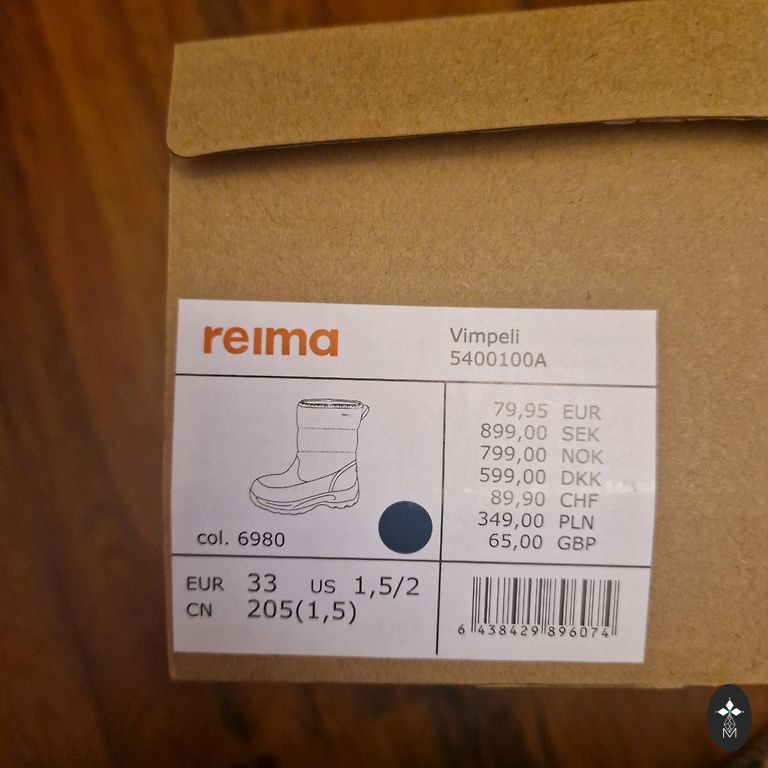 reima
Vimpeli
5400100A
79,95 EUR
899,00 SEK
799,00 NOK
599,00 DKK
89,90 CHF
349,00 PLN
65,00 GBP
col. 6980
EUR 33 US 1,5/2
CN 205(1,5)
6 438429 896074
M